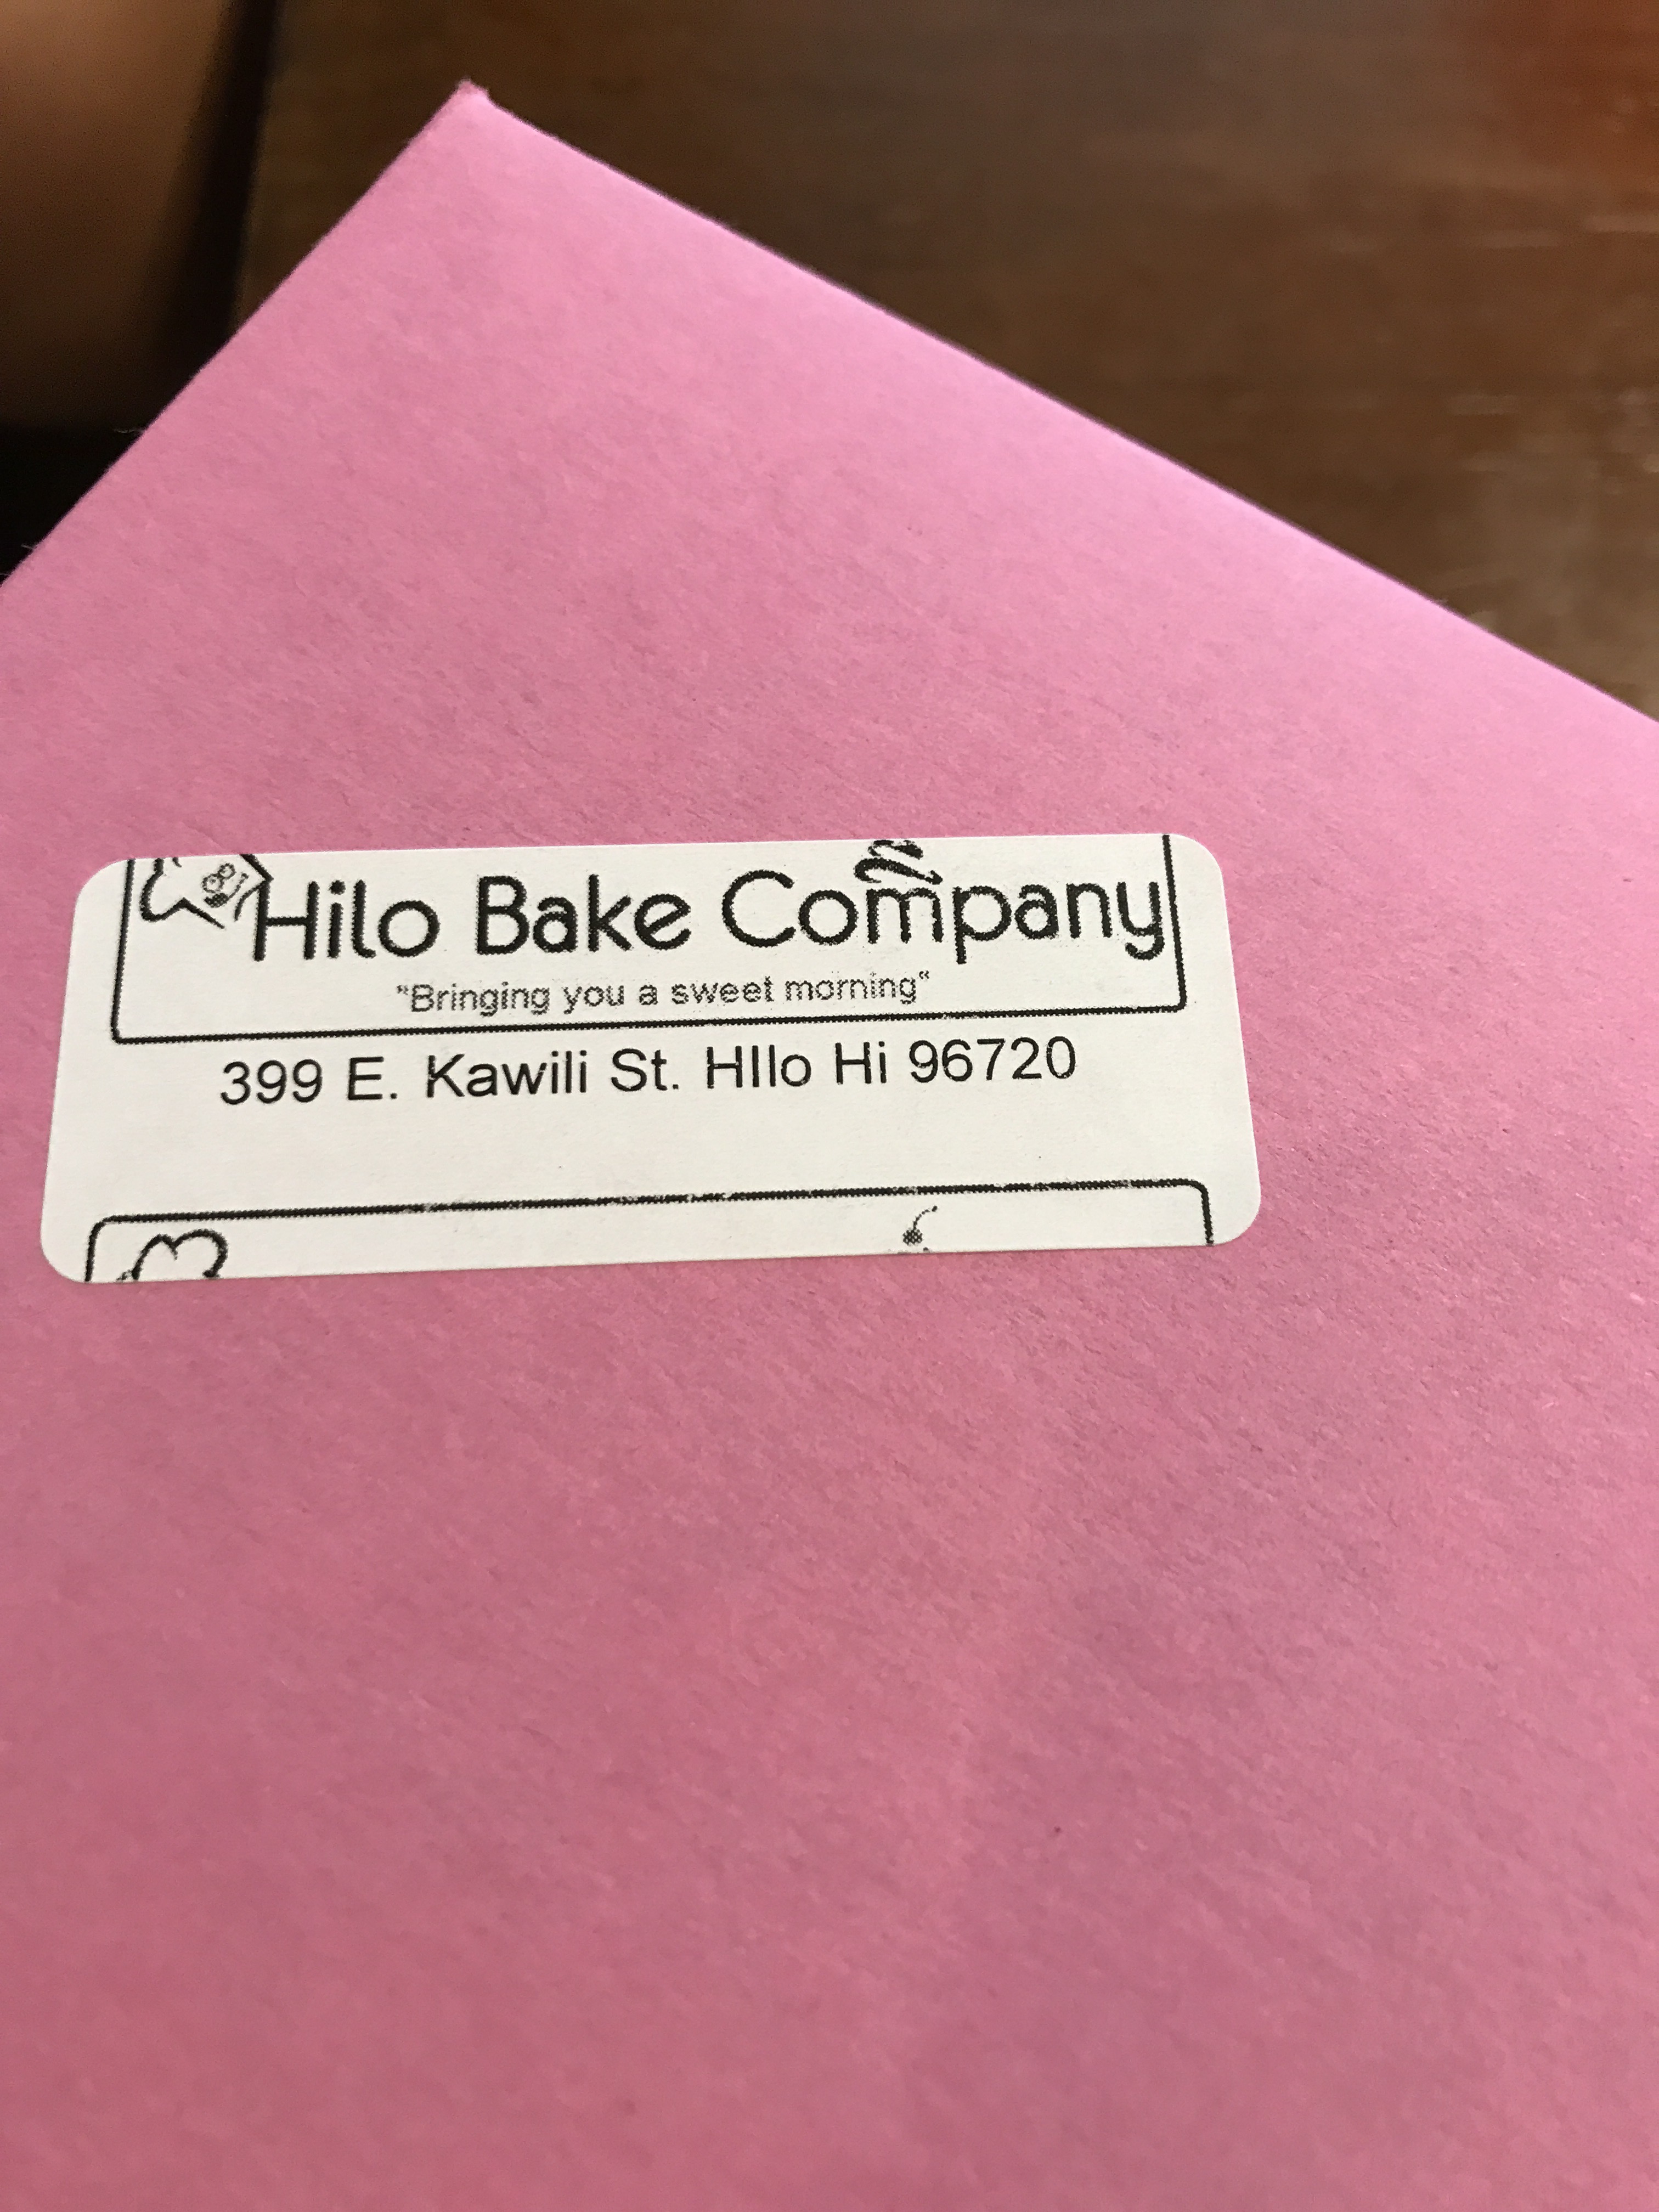 Hilo Bake Company
"Bringing you a sweet morning"
399 E. Kawili St. HIlo Hi 96720